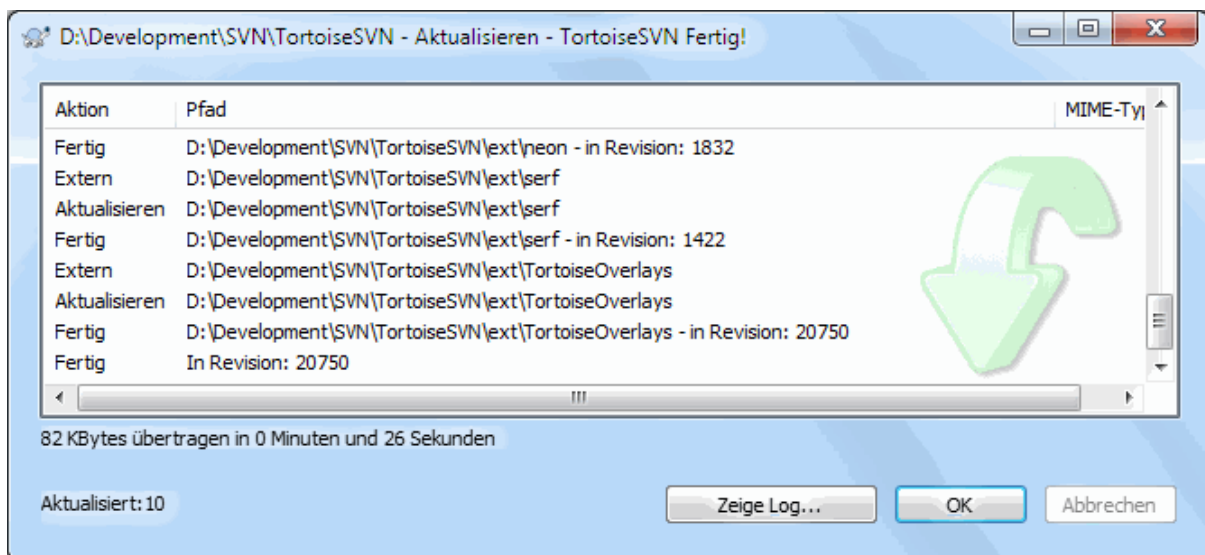 D:\Development\SVN\TortoiseSVN - Aktualisieren - TortoiseSVN Fertig!
Aktion Pfad MIME-Ty
Fertig D:\Development\SVN\TortoiseSVN\ext\neon - in Revision: 1832
Extern D:\Development\SVN\TortoiseSVN\ext\serf
Aktualisieren D:\Development\SVN\TortoiseSVN\ext\serf
Fertig D:\Development\SVN\TortoiseSVN\ext\serf - in Revision: 1422
Extern D:\Development\SVN\TortoiseSVN\ext\TortoiseOverlays
Aktualisieren D:\Development\SVN\TortoiseSVN\ext\TortoiseOverlays
Fertig D:\Development\SVN\TortoiseSVN\ext\TortoiseOverlays - in Revision: 20750
Fertig In Revision: 20750
82 KBytes übertragen in 0 Minuten und 26 Sekunden
Aktualisiert: 10 Zeige Log... OK Abbrechen